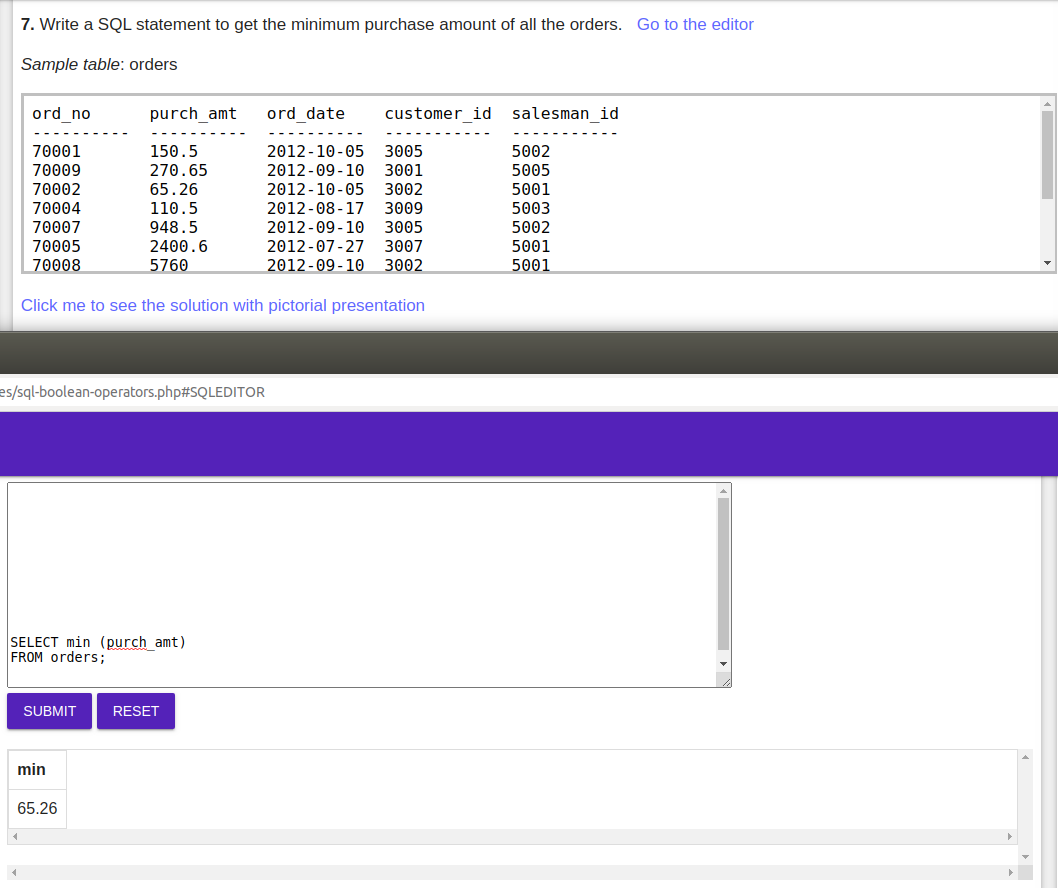 7. Write a SQL statement to get the minimum purchase amount of all the orders. Go to the editor
Sample table: orders
ord_no purch_amt ord_date customer_id salesman_id
---------- ---------- ---------- ----------- -----------
70001 150.5 2012-10-05 3005 5002
70009 270.65 2012-09-10 3001 5005
70002 65.26 2012-10-05 3002 5001
70004 110.5 2012-08-17 3009 5003
70007 948.5 2012-09-10 3005 5002
70005 2400.6 2012-07-27 3007 5001
70008 5760 2012-09-10 3002 5001
Click me to see the solution with pictorial presentation
es/sql-boolean-operators.php#SQLEDITOR
SELECT min (purch_amt)
FROM orders;
SUBMIT RESET
min
65.26